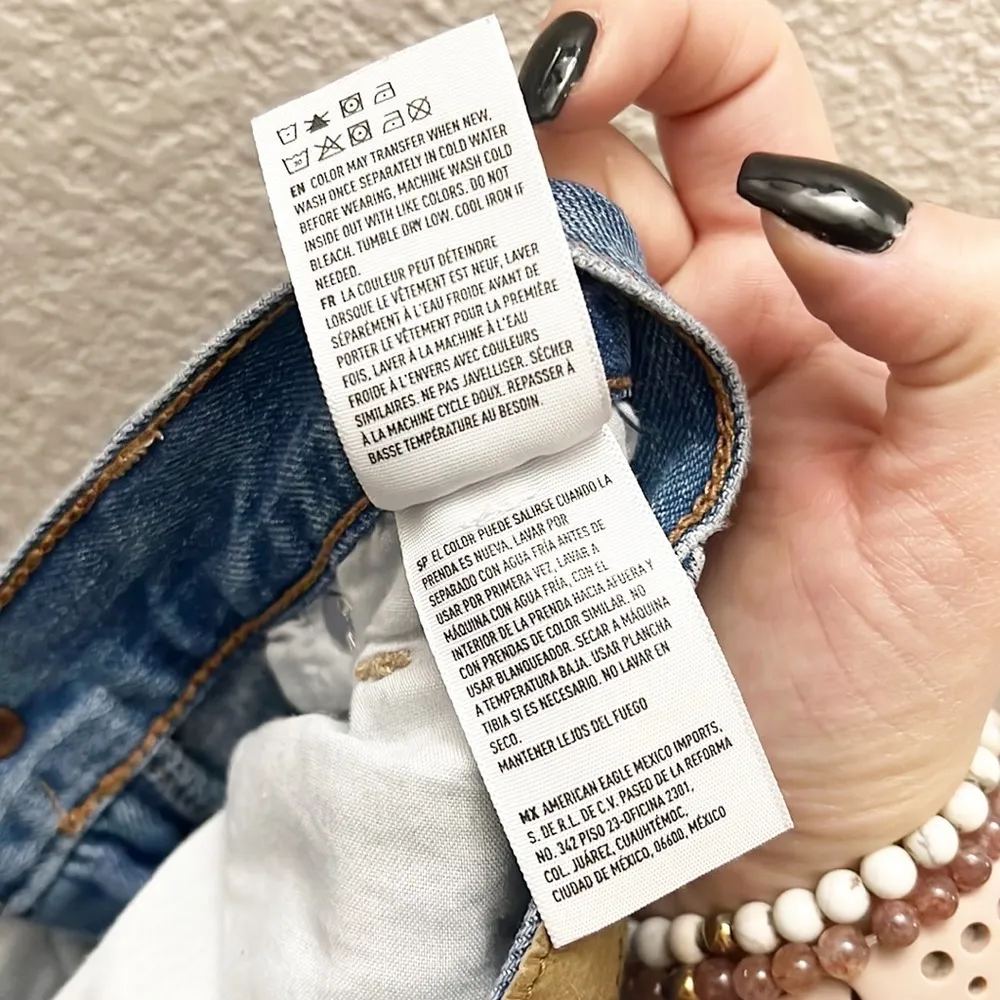 EN COLOR MAY TRANSFER WHEN NEW,
WASH ONCE SEPARATELY IN COLD WATER
BEFORE WEARING, MACHINE WASH COLD
INSIDE OUT WITH LIKE COLORS. DO NOT
BLEACH. TUMBLE DRY LOW. COOL IRON IF
NEEDED.
FR LA COULEUR PEUT DÉTEINDRE
LORSQUE LE VÊTEMENT EST NEUF, LAVER
SÉPARÉMENT À L'EAU FROIDE AVANT DE
PORTER LE VÊTEMENT POUR LA PREMIÈRE
FOIS, LAVER À LA MACHINE À L'EAU
FROIDE À L'ENVERS AVEC COULEURS
SIMILAIRES. NE PAS JAVELLISER. SÉCHER
À LA MACHINE CYCLE DOUX. REPASSER À
BASSE TEMPÉRATURE AU BESOIN.
SP EL COLOR PUEDE SALIRSE CUANDO LA
PRENDA ES NUEVA. LAVAR POR
SEPARADO CON AGUA FRÍA ANTES DE
USAR POR PRIMERA VEZ, LAVAR A
MÁQUINA CON AGUA FRÍA, CON EL
INTERIOR DE LA PRENDA HACIA AFUERA Y
CON PRENDAS DE COLOR SIMILAR. NO
USAR BLANQUEADOR. SECAR A MÁQUINA
A TEMPERATURA BAJA. USAR PLANCHA
TIBIA SI ES NECESARIO. NO LAVAR EN
SECO.
MANTENER LEJOS DEL FUEGO
MX AMERICAN EAGLE MEXICO IMPORTS,
S. DE R.L. DE C.V. PASEO DE LA REFORMA
NO. 342 PISO 23-OFICINA 2301,
COL. JUÁREZ, CUAUHTÉMOC,
CIUDAD DE MÉXICO, 06600, MÉXICO